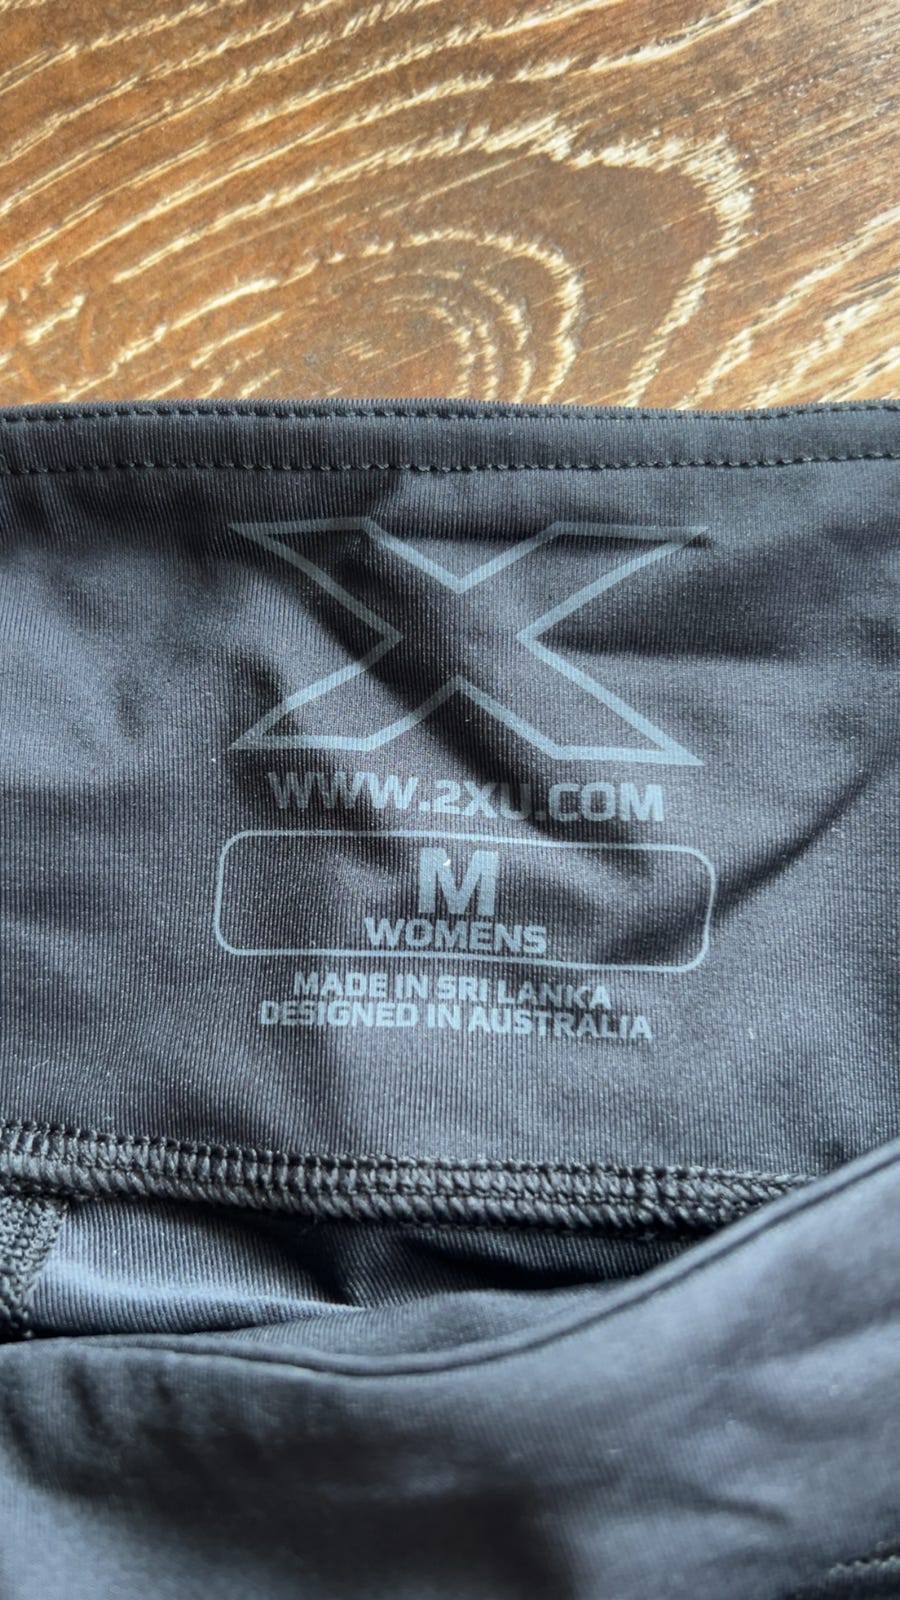 X
WWW.2XU.COM
M
WOMENS
MADE IN SRI LANKA
DESIGNED IN AUSTRALIA